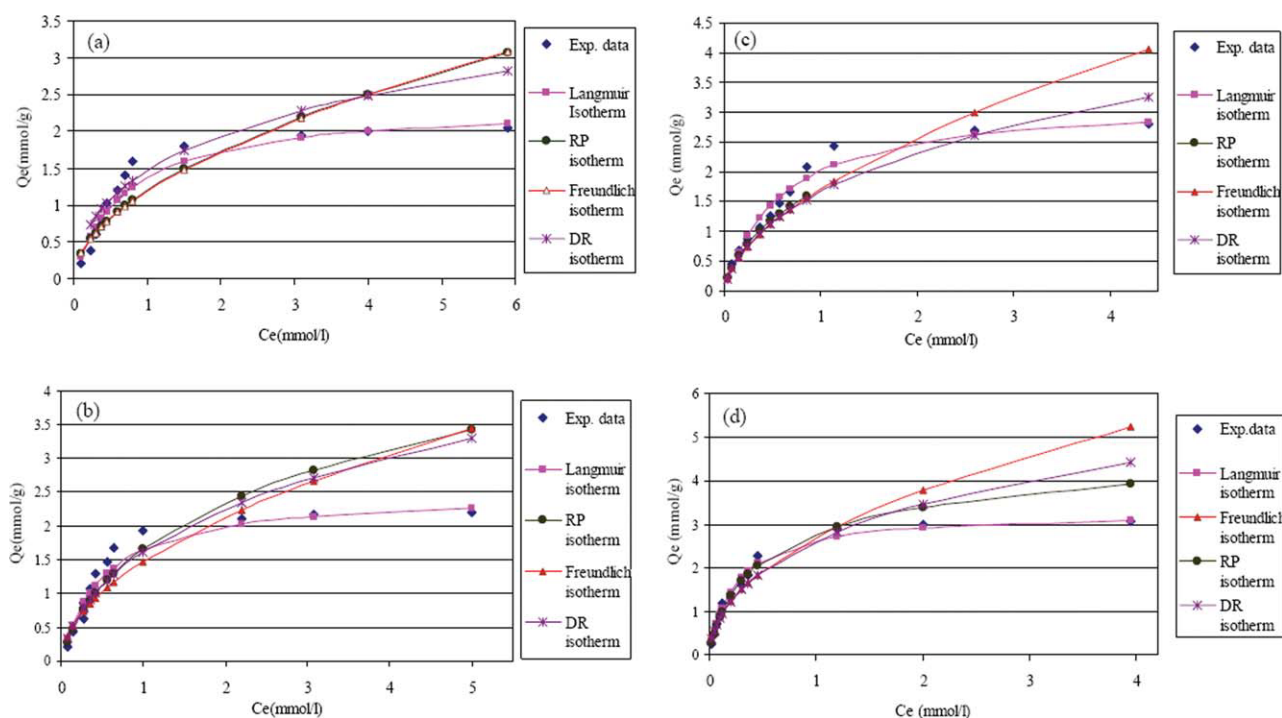 (a)
Qe(mmol/g)
3.5
3
2.5
2
1.5
1
0.5
0
0 1 2 3 4 5 6
Ce(mmol/l)
Exp. data
Langmuir
Isotherm
RP
isotherm
Freundlich
isotherm
DR
isotherm
(c)
Qe (mmol/g)
4.5
4
3.5
3
2.5
2
1.5
1
0.5
0
0 1 2 3 4
Ce (mmol/l)
Exp. data
Langmuir
isotherm
RP
isotherm
Freundlich
isotherm
DR
isotherm
(b)
Qe(mmol/g)
4
3.5
3
2.5
2
1.5
1
0.5
0
0 1 2 3 4 5
Ce(mmol/l)
Exp. data
Langmuir
isotherm
RP
isotherm
Freundlich
isotherm
DR
isotherm
(d)
Qe (mmol/g)
6
5
4
3
2
1
0
0 1 2 3 4
Ce (mmol/l)
Exp.data
Langmuir
isotherm
Freundlich
isotherm
RP
isotherm
DR
isotherm